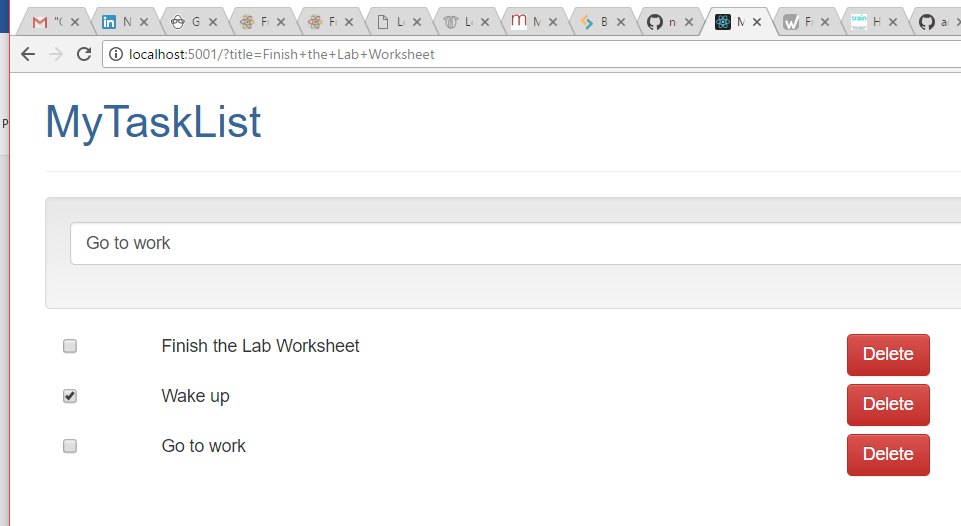 "( N G F F L L M B n M F H a
localhost:5001/?title=Finish+the+Lab+Worksheet
P
MyTaskList
Go to work
Finish the Lab Worksheet Delete
Wake up Delete
Go to work Delete